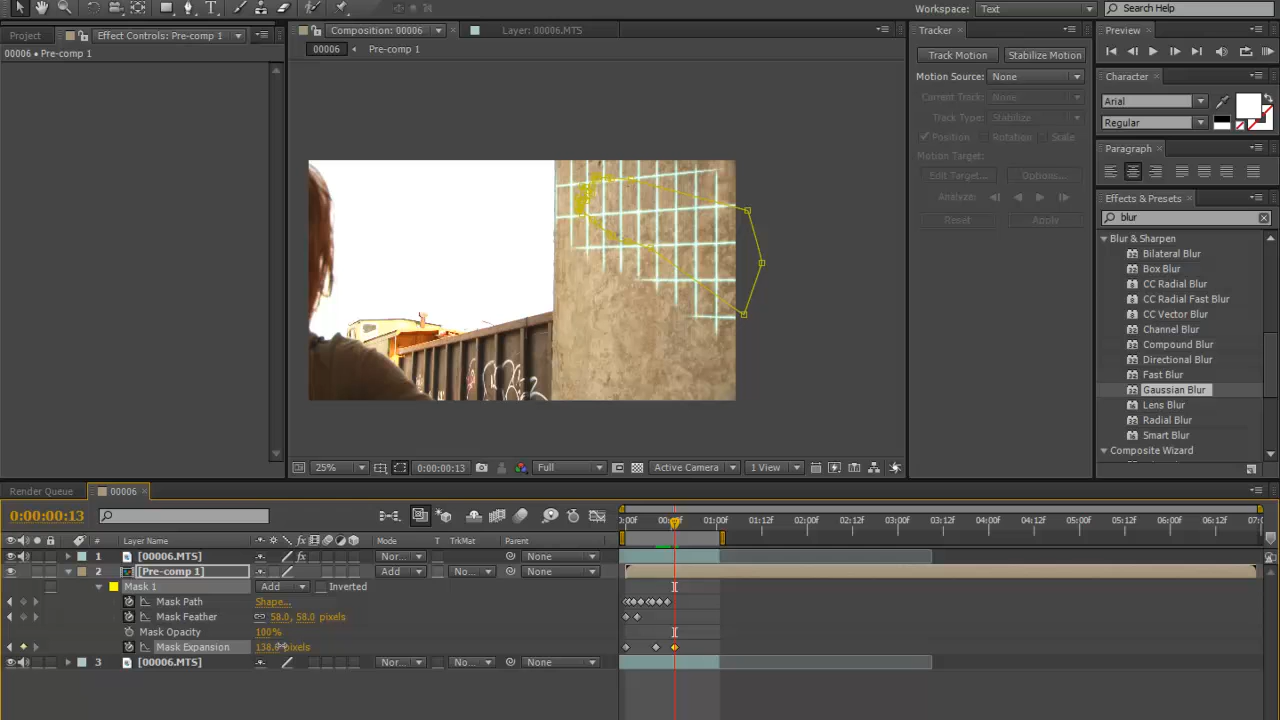 Workspace: Text Search Help
Project Effect Controls: Pre-comp 1
Composition: 00006 Layer: 00006.MTS
Tracker
Preview
00006 • Pre-comp 1
00006 Pre-comp 1
Track Motion Stabilize Motion
Motion Source: None
Current Track: None
Track Type: Stabilize
Position Rotation Scale
Motion Target:
Edit Target... Options...
Analyze:
Reset Apply
Character
Arial
Regular
Paragraph
Effects & Presets
blur
Blur & Sharpen
Bilateral Blur
Box Blur
CC Radial Blur
CC Radial Fast Blur
CC Vector Blur
Channel Blur
Compound Blur
Directional Blur
Fast Blur
Gaussian Blur
Lens Blur
Radial Blur
Smart Blur
Composite Wizard
25% 0:00:00:13 Full Active Camera 1 View
Render Queue 00006
0:00:00:13
:00f 00:12f 01:00f 01:12f 02:00f 02:12f 03:00f 03:12f 04:00f 04:12f 05:00f 05:12f 06:00f 06:12f
# Layer Name Mode T TrkMat Parent
1 [00006.MTS] Nor... None
2 [Pre-comp 1] Add No... None
Mask 1 Add Inverted
Mask Path Shape...
Mask Feather 58.0, 58.0 pixels
Mask Opacity 100%
Mask Expansion 138.0 pixels
3 [00006.MTS] Nor... No... None